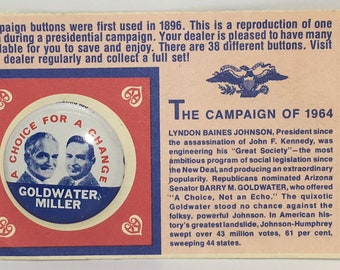 paign buttons were first used in 1896. This is a reproduction of one
during a presidential campaign. Your dealer is pleased to have many
ilable for you to save and enjoy. There are 38 different buttons. Visit
dealer regularly and collect a full set!
A CHOICE FOR A CHANGE
GOLDWATER
MILLER
THE CAMPAIGN OF 1964
LYNDON BAINES JOHNSON, President since
the assassination of John F. Kennedy, was
engineering his "Great Society"—the most
ambitious program of social legislation since
the New Deal, and producing an extraordinary
popularity. Republicans nominated Arizona
Senator BARRY M. GOLDWATER, who offered
"A Choice, Not an Echo." The quixotic
Goldwater stood no chance against the
folksy, powerful Johnson. In American his-
tory's greatest landslide, Johnson-Humphrey
swept over 43 million votes, 61 per cent,
sweeping 44 states.